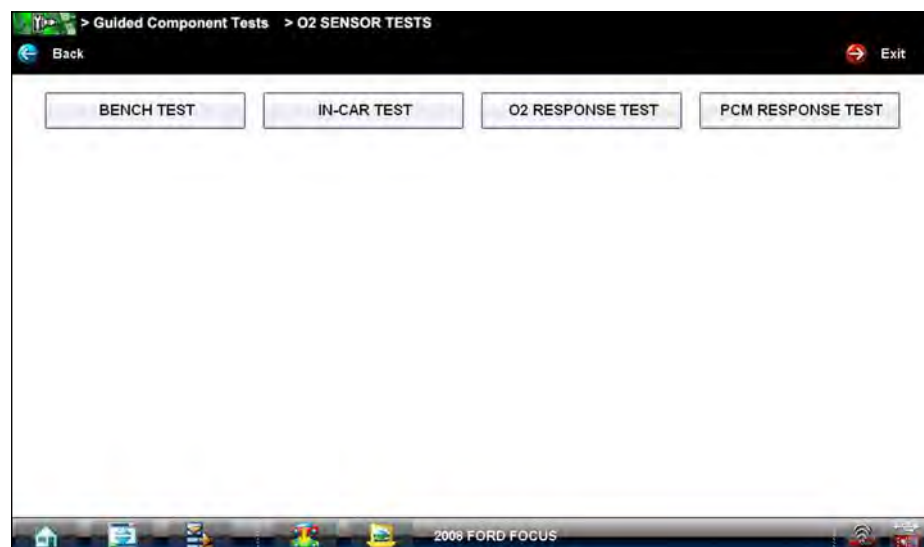 > Guided Component Tests > O2 SENSOR TESTS
Back Exit
BENCH TEST IN-CAR TEST O2 RESPONSE TEST PCM RESPONSE TEST
2008 FORD FOCUS